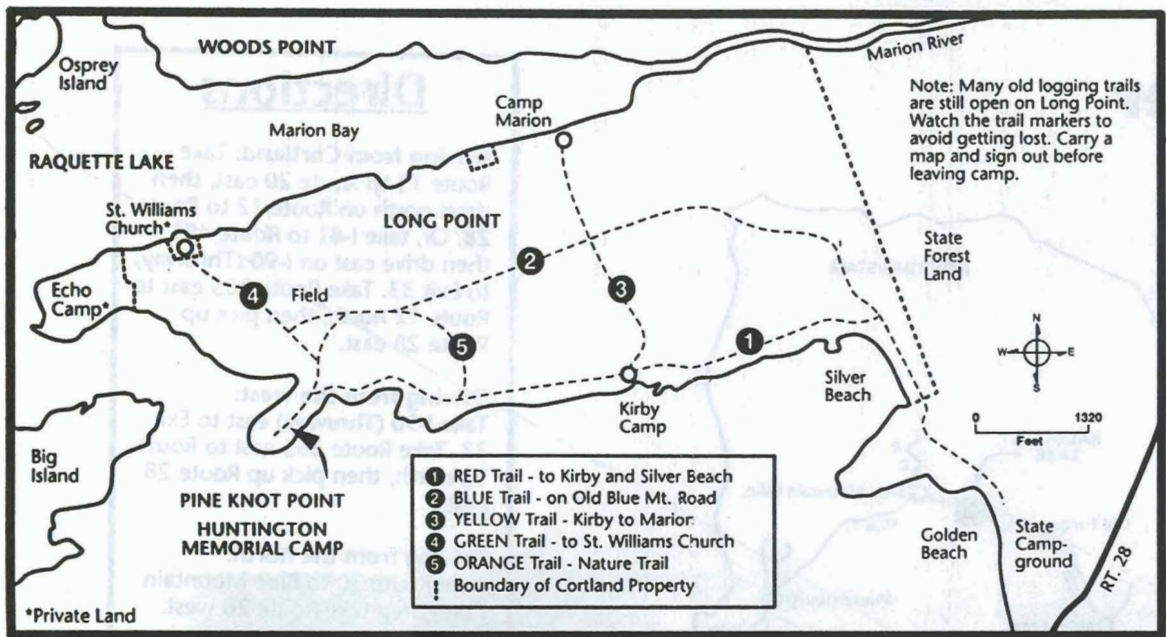 WOODS POINT
Osprey
Island
Marion River
Note: Many old logging trails
are still open on Long Point.
Watch the trail markers to
avoid getting lost. Carry a
map and sign out before
leaving camp.
Camp
Marion
Marion Bay
RAQUETTE LAKE
St. Williams
Church*
LONG POINT
State
Forest
Land
2
3
4
Echo
Camp*
Field
5
1
N
W E
S
Silver
Beach
Kirby
Camp
0 1320
Feet
Big
Island
PINE KNOT POINT
HUNTINGTON
MEMORIAL CAMP
1 RED Trail - to Kirby and Silver Beach
2 BLUE Trail - on Old Blue Mt. Road
3 YELLOW Trail - Kirby to Marion
4 GREEN Trail - to St. Williams Church
5 ORANGE Trail - Nature Trail
Boundary of Cortland Property
Golden
Beach
State
Camp-
ground
RT. 28
*Private Land